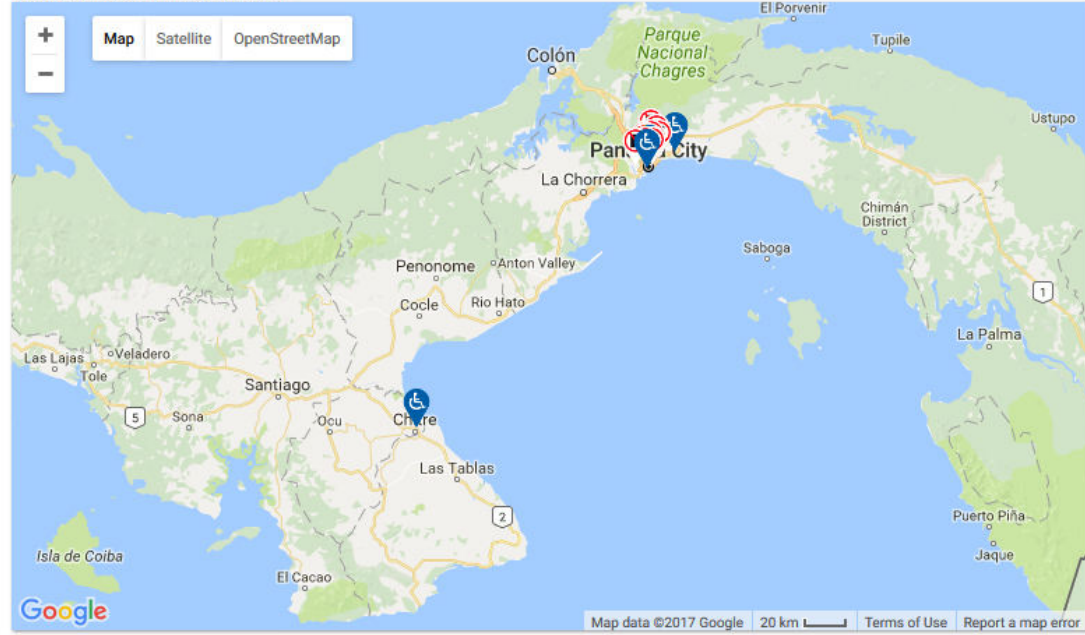 +
−
Map Satellite OpenStreetMap
El Porvenir
Parque
Nacional
Chagres
Tupile
Colón
Ustupo
City
La Chorrera
Chimán
District
Saboga
Penonome
Anton Valley
Cocle
Rio Hato
1
La Palma
Las Lajas
Veladero
Tole
Santiago
5
Sona
Ocu
Las Tablas
2
Puerto Piña
Jaque
Isla de Coiba
El Cacao
Google
Map data ©2017 Google 20 km Terms of Use Report a map error